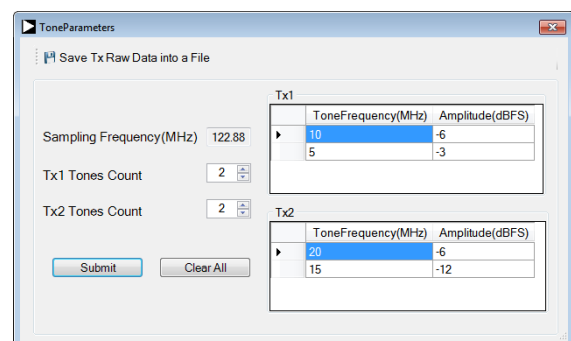 ToneParameters
Save Tx Raw Data into a File
Sampling Frequency(MHz) 122.88
Tx1 Tones Count 2
Tx2 Tones Count 2
Submit Clear All
Tx1
ToneFrequency(MHz) Amplitude(dBFS)
10 -6
5 -3
Tx2
ToneFrequency(MHz) Amplitude(dBFS)
20 -6
15 -12